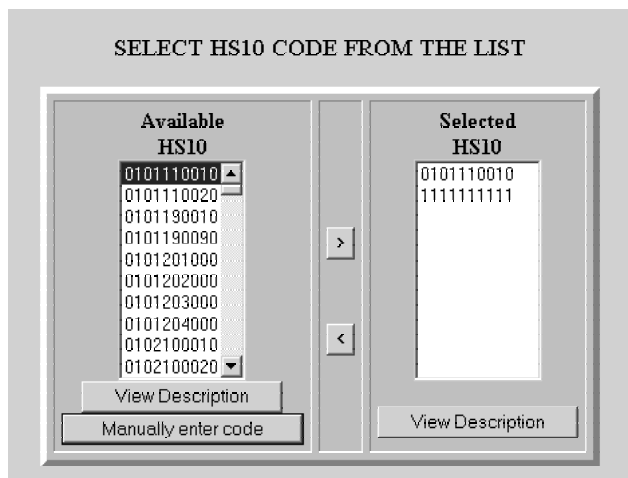 SELECT HS10 CODE FROM THE LIST
Available
HS10
0101110010
0101110020
0101190010
0101190090
0101201000
0101202000
0101203000
0101204000
0102100010
0102100020
View Description
Manually enter code
>
<
Selected
HS10
0101110010
1111111111
View Description